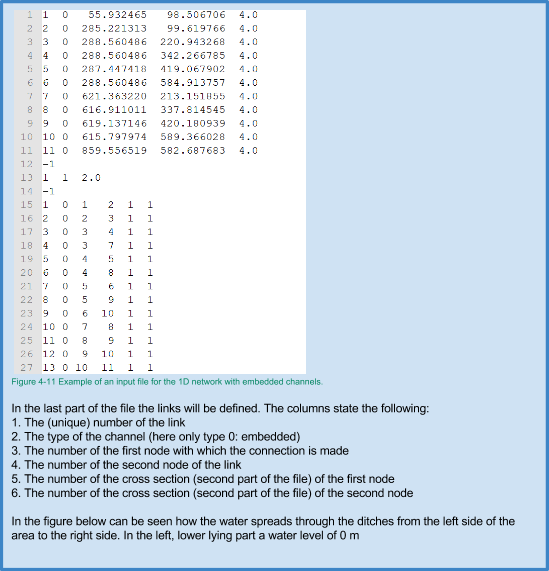 1 1 0 55.932465 98.506706 4.0
2 2 0 285.221313 99.619766 4.0
3 3 0 288.560486 220.943268 4.0
4 4 0 288.560486 342.266785 4.0
5 5 0 287.447418 419.067902 4.0
6 6 0 288.560486 584.913757 4.0
7 7 0 621.363220 213.151855 4.0
8 8 0 616.911011 337.814545 4.0
9 9 0 619.137146 420.180939 4.0
10 10 0 615.797974 589.366028 4.0
11 11 0 859.556519 582.687683 4.0
12 -1
13 1 1 2.0
14 -1
15 1 0 1 2 1 1
16 2 0 2 3 1 1
17 3 0 3 4 1 1
18 4 0 3 7 1 1
19 5 0 4 5 1 1
20 6 0 4 8 1 1
21 7 0 5 6 1 1
22 8 0 5 9 1 1
23 9 0 6 10 1 1
24 10 0 7 8 1 1
25 11 0 8 9 1 1
26 12 0 9 10 1 1
27 13 0 10 11 1 1
Figure 4-11 Example of an input file for the 1D network with embedded channels.
In the last part of the file the links will be defined. The columns state the following:
1. The (unique) number of the link
2. The type of the channel (here only type 0: embedded)
3. The number of the first node with which the connection is made
4. The number of the second node of the link
5. The number of the cross section (second part of the file) of the first node
6. The number of the cross section (second part of the file) of the second node
In the figure below can be seen how the water spreads through the ditches from the left side of the
area to the right side. In the left, lower lying part a water level of 0 m